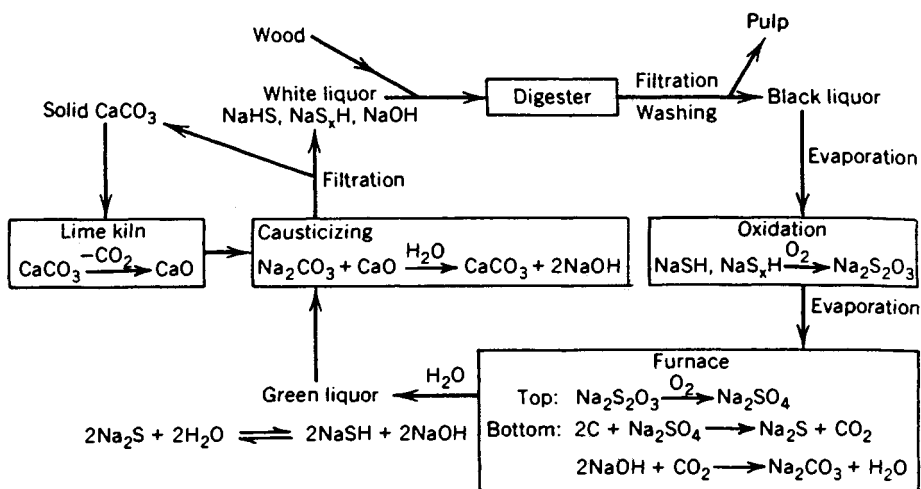 Wood
Pulp
White liquor
NaHS, NaSₓH, NaOH
Digester
Filtration
Washing
Black liquor
Solid CaCO₃
Filtration
Evaporation
Lime kiln
−CO₂
CaCO₃ ⟶ CaO
Causticizing
H₂O
Na₂CO₃ + CaO ⟶ CaCO₃ + 2NaOH
Oxidation
O₂
NaSH, NaSₓH ⟶ Na₂S₂O₃
Evaporation
Green liquor
H₂O
2Na₂S + 2H₂O ⇌ 2NaSH + 2NaOH
Furnace
O₂
Top: Na₂S₂O₃ ⟶ Na₂SO₄
Bottom: 2C + Na₂SO₄ ⟶ Na₂S + CO₂
2NaOH + CO₂ ⟶ Na₂CO₃ + H₂O